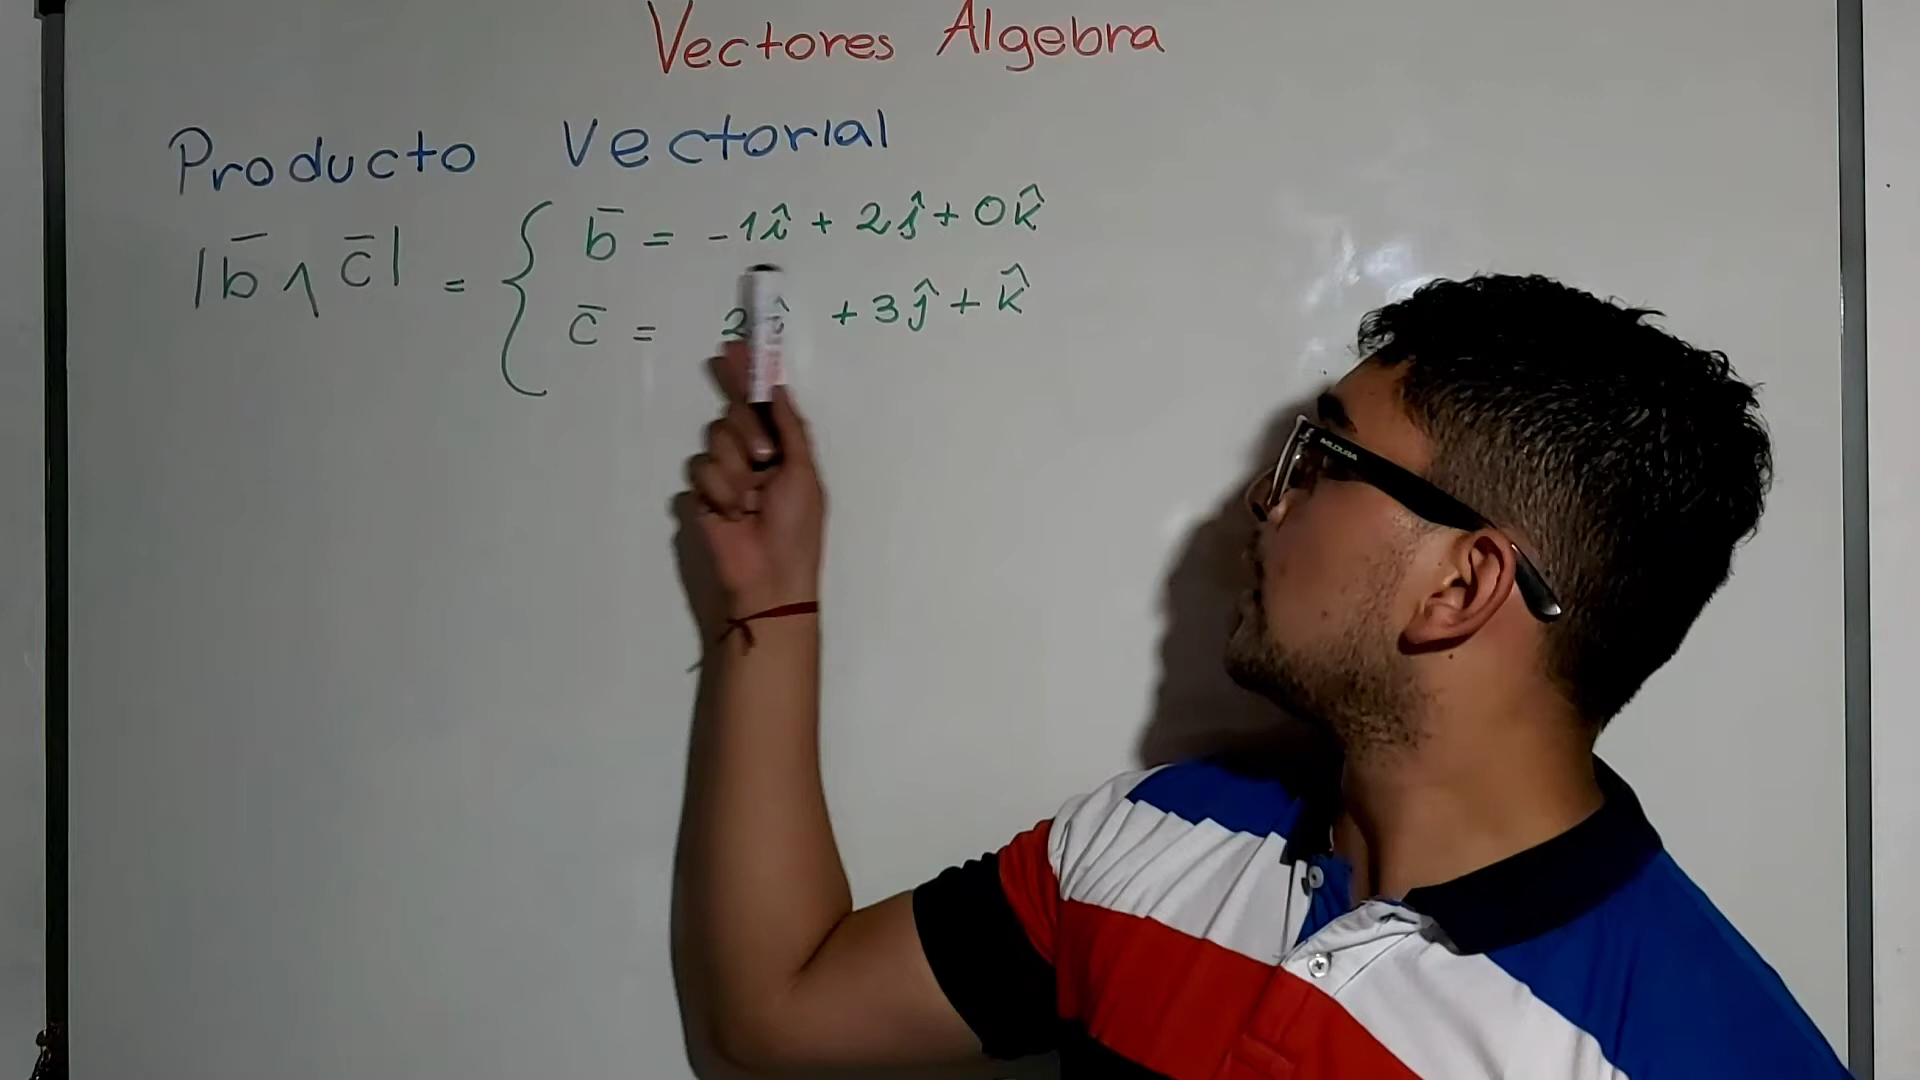 Vectores Algebra
Producto Vectorial
|b̄ ∧ c̄| = { b̄ = -1î + 2ĵ + 0k̂
c̄ = 2î + 3ĵ + k̂